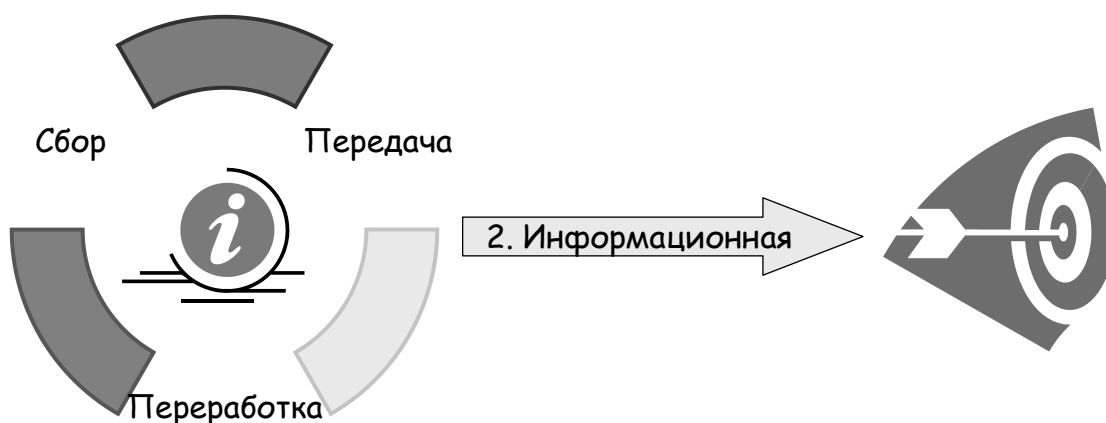 Сбор
Передача
i
2. Информационная
Переработка